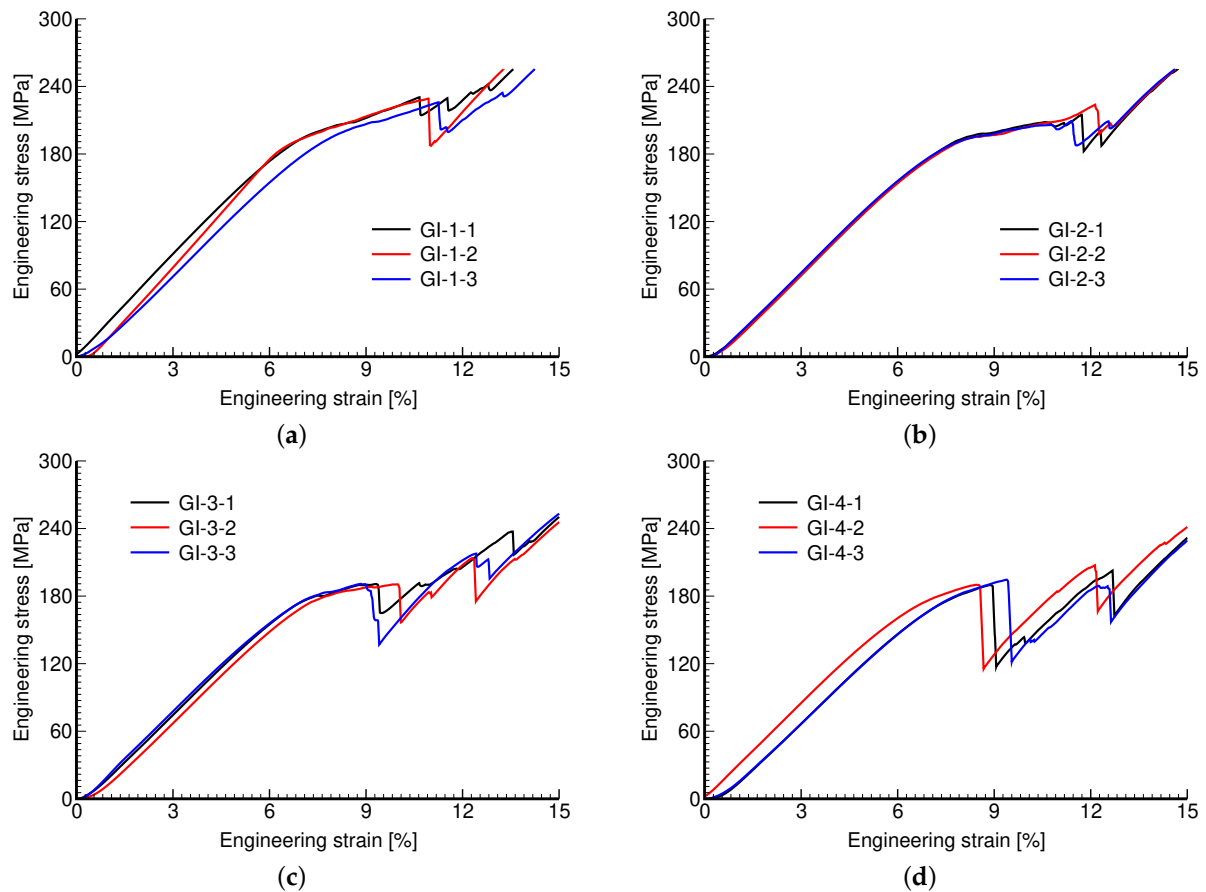 300
240
180
120
60
0
Engineering stress [MPa]
GI-1-1
GI-1-2
GI-1-3
0 3 6 9 12 15
Engineering strain [%]
(a)
300
240
180
120
60
0
Engineering stress [MPa]
GI-2-1
GI-2-2
GI-2-3
0 3 6 9 12 15
Engineering strain [%]
(b)
300
240
180
120
60
0
Engineering stress [MPa]
GI-3-1
GI-3-2
GI-3-3
0 3 6 9 12 15
Engineering strain [%]
(c)
300
240
180
120
60
0
Engineering stress [MPa]
GI-4-1
GI-4-2
GI-4-3
0 3 6 9 12 15
Engineering strain [%]
(d)